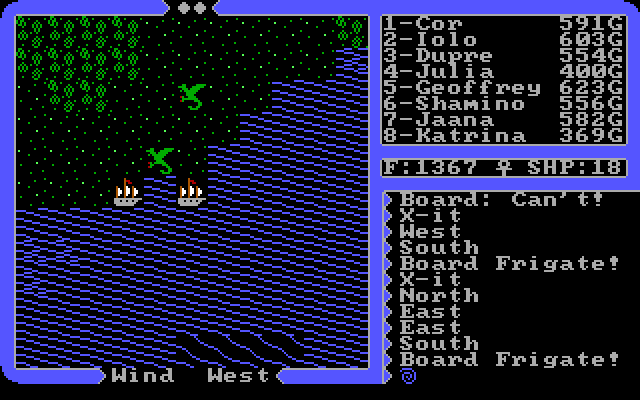 1-Cor 591G
2-Iolo 603G
3-Dupre 554G
4-Julia 400G
5-Geoffrey 623G
6-Shamino 556G
7-Jaana 582G
8-Katrina 369G
F:1367 ♀ SHP:18
Board: Can't!
X-it
West
South
Board Frigate!
X-it
North
East
East
South
Board Frigate!
Wind West